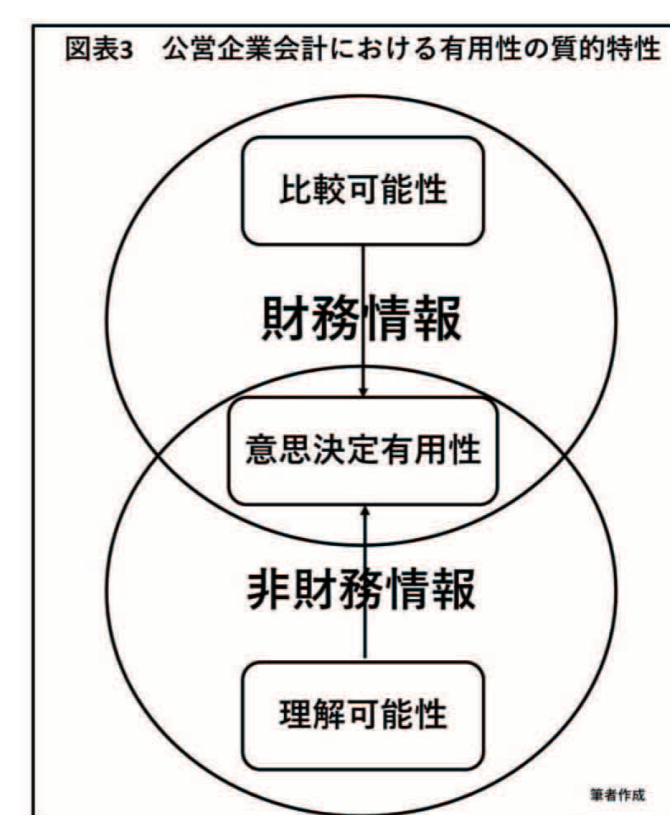 図表3 公営企業会計における有用性の質的特性
比較可能性
財務情報
意思決定有用性
非財務情報
理解可能性
筆者作成